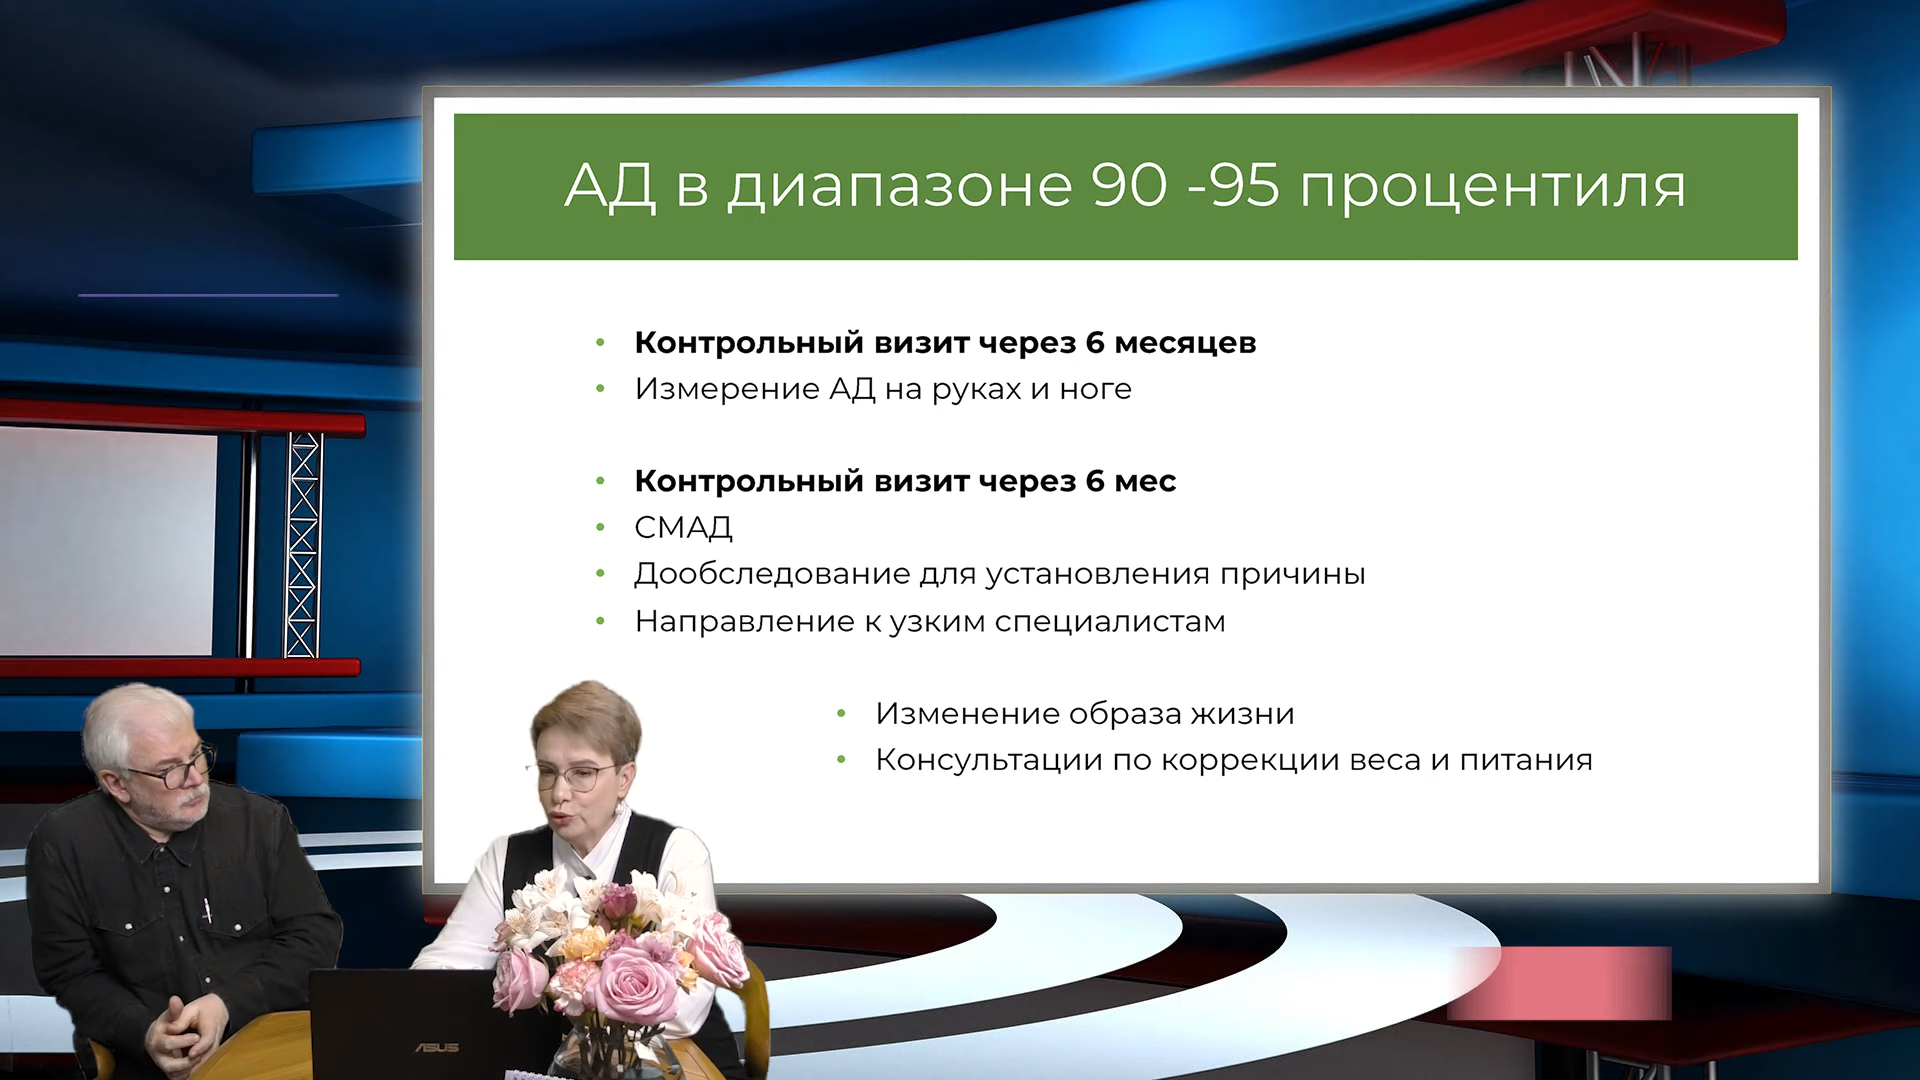 АД в диапазоне 90 -95 процентиля
Контрольный визит через 6 месяцев
Измерение АД на руках и ноге
Контрольный визит через 6 мес
СМАД
Дообследование для установления причины
Направление к узким специалистам
Изменение образа жизни
Консультации по коррекции веса и питания
ASUS